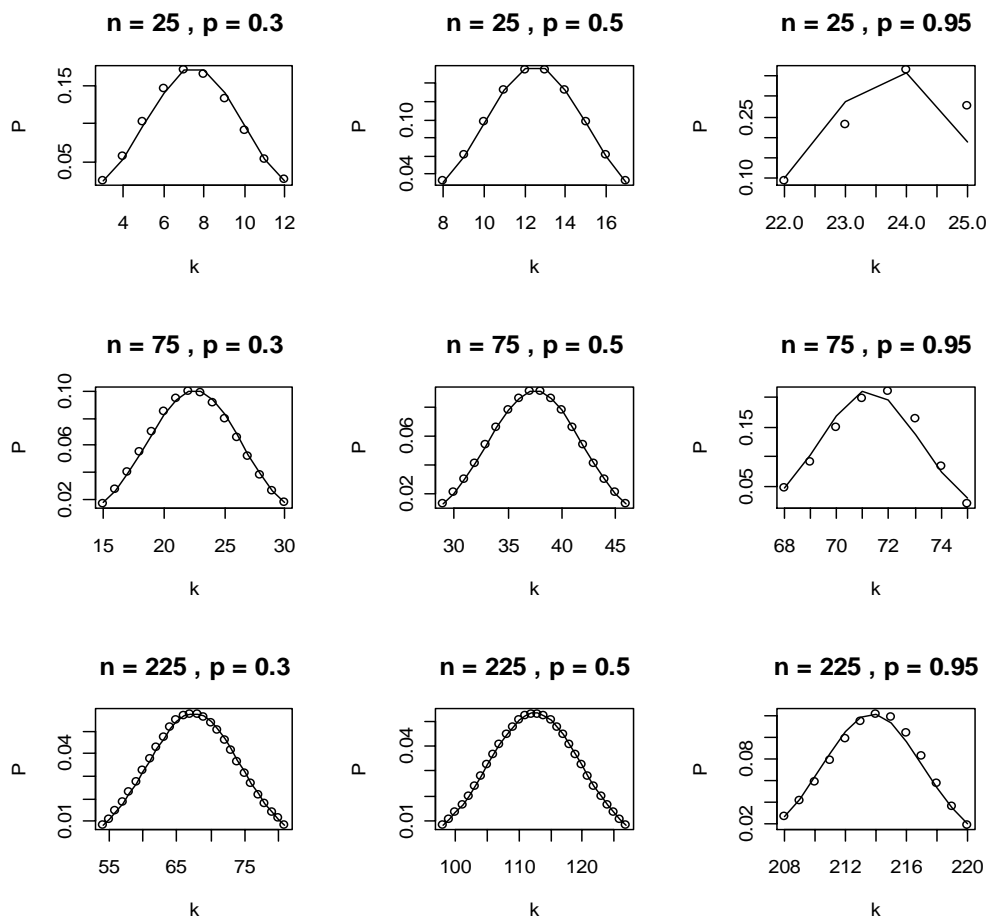 n = 25 , p = 0.3
P
0.05 0.15
4 6 8 10 12
k
n = 25 , p = 0.5
P
0.04 0.10
8 10 12 14 16
k
n = 25 , p = 0.95
P
0.10 0.25
22.0 23.0 24.0 25.0
k
n = 75 , p = 0.3
P
0.02 0.06 0.10
15 20 25 30
k
n = 75 , p = 0.5
P
0.02 0.06
30 35 40 45
k
n = 75 , p = 0.95
P
0.05 0.15
68 70 72 74
k
n = 225 , p = 0.3
P
0.01 0.04
55 65 75
k
n = 225 , p = 0.5
P
0.01 0.04
100 110 120
k
n = 225 , p = 0.95
P
0.02 0.08
208 212 216 220
k